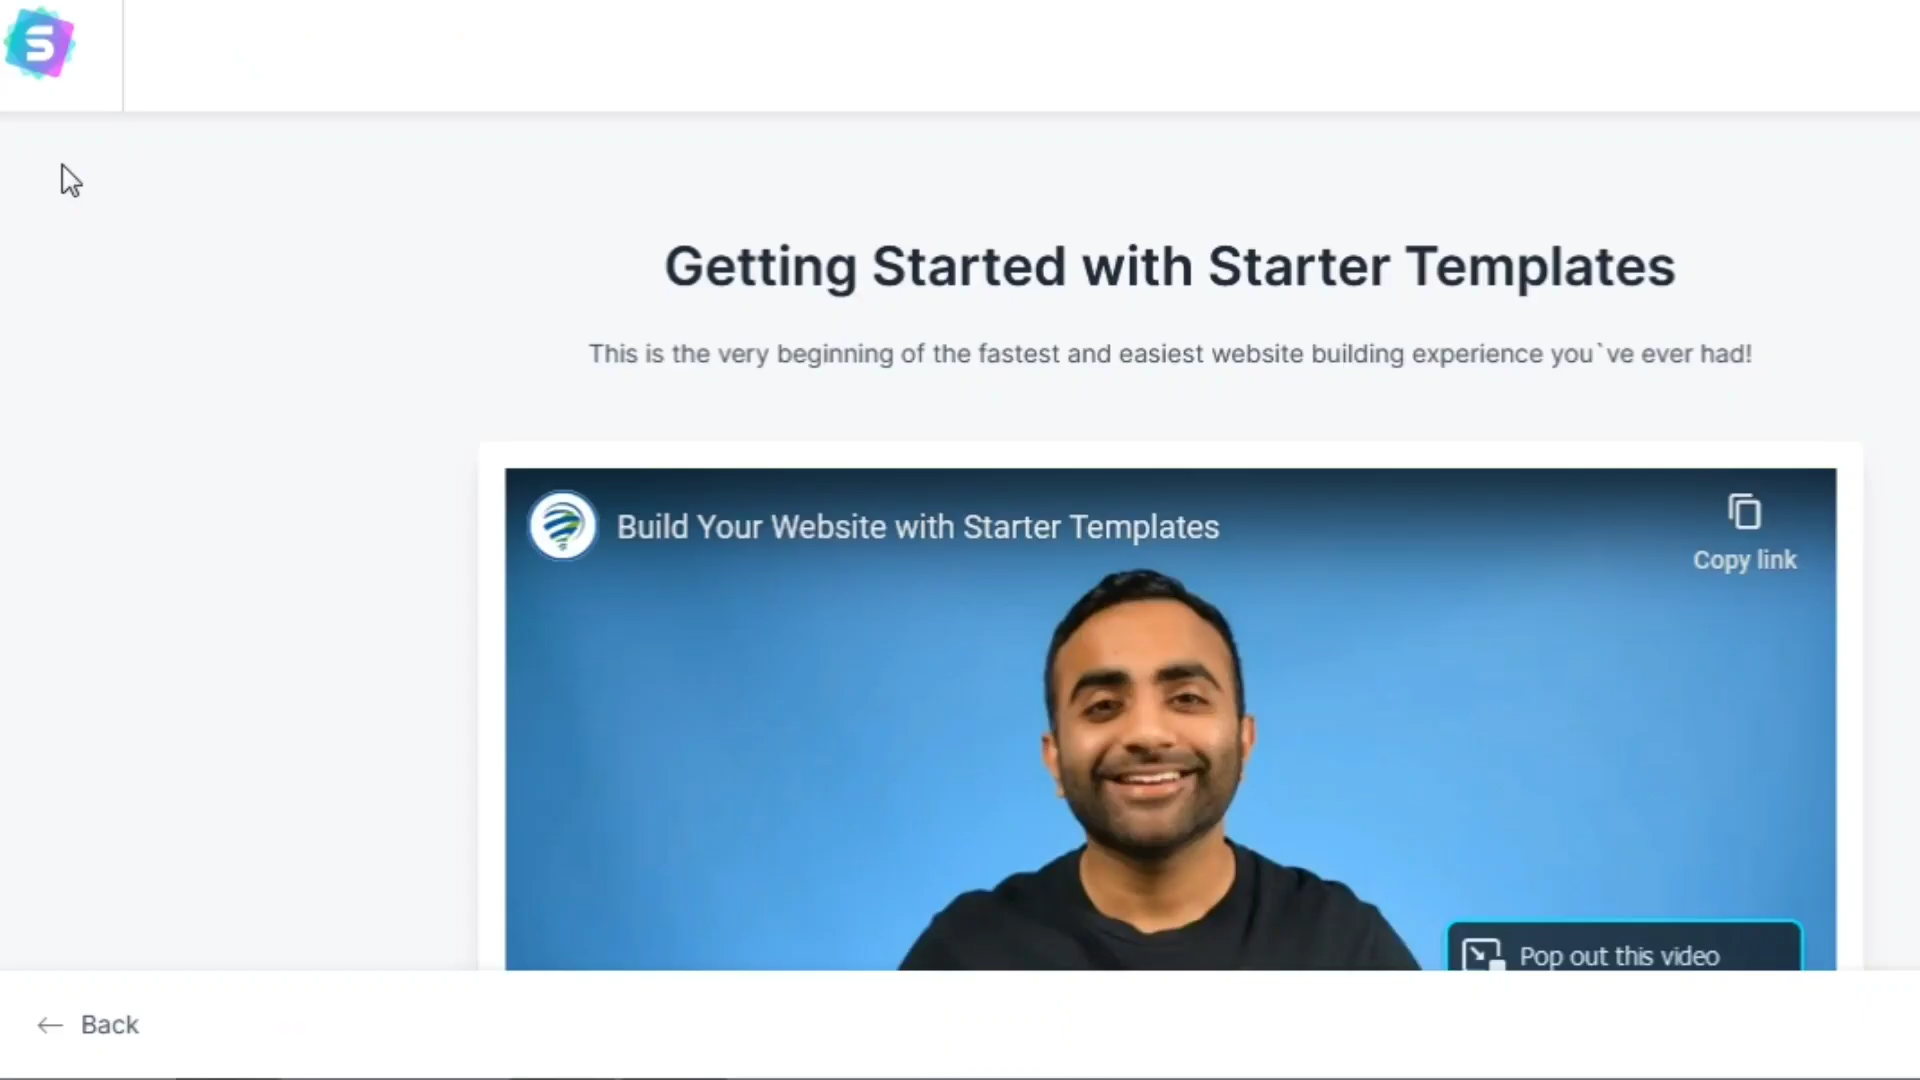 S
Getting Started with Starter Templates
This is the very beginning of the fastest and easiest website building experience you`ve ever had!
Build Your Website with Starter Templates
Copy link
Pop out this video
Back